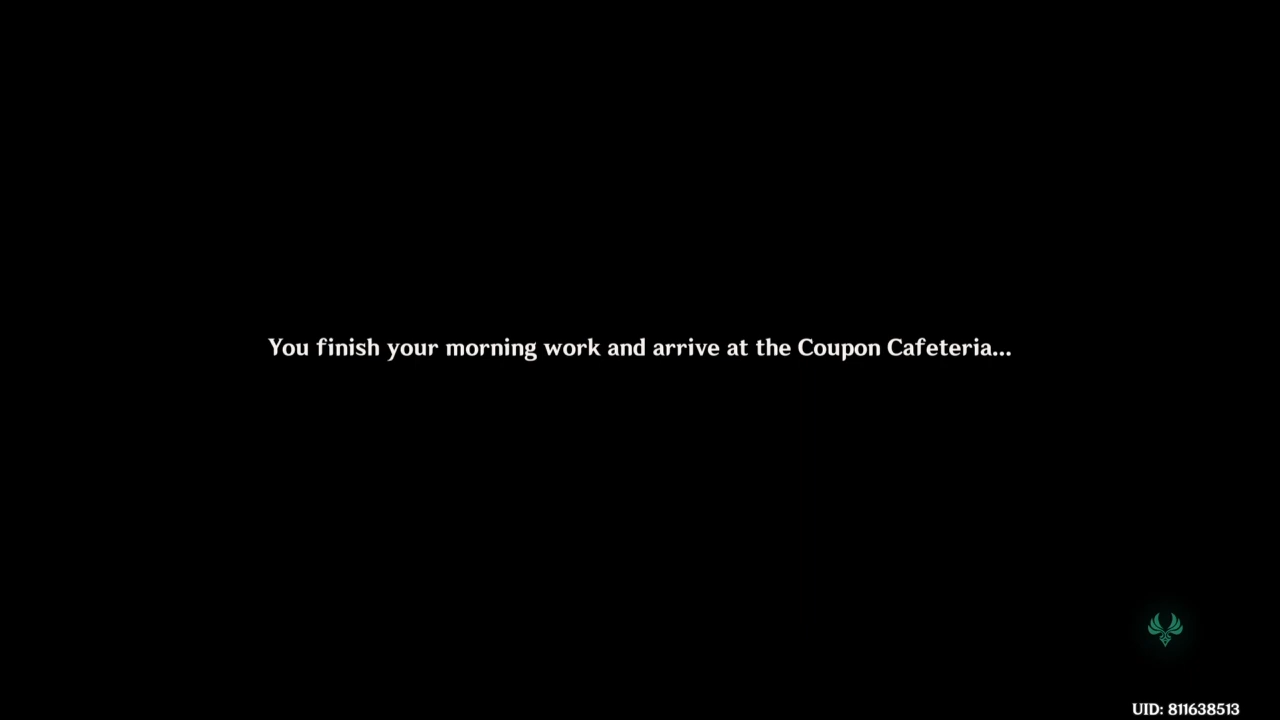 You finish your morning work and arrive at the Coupon Cafeteria...
UID: 811638513